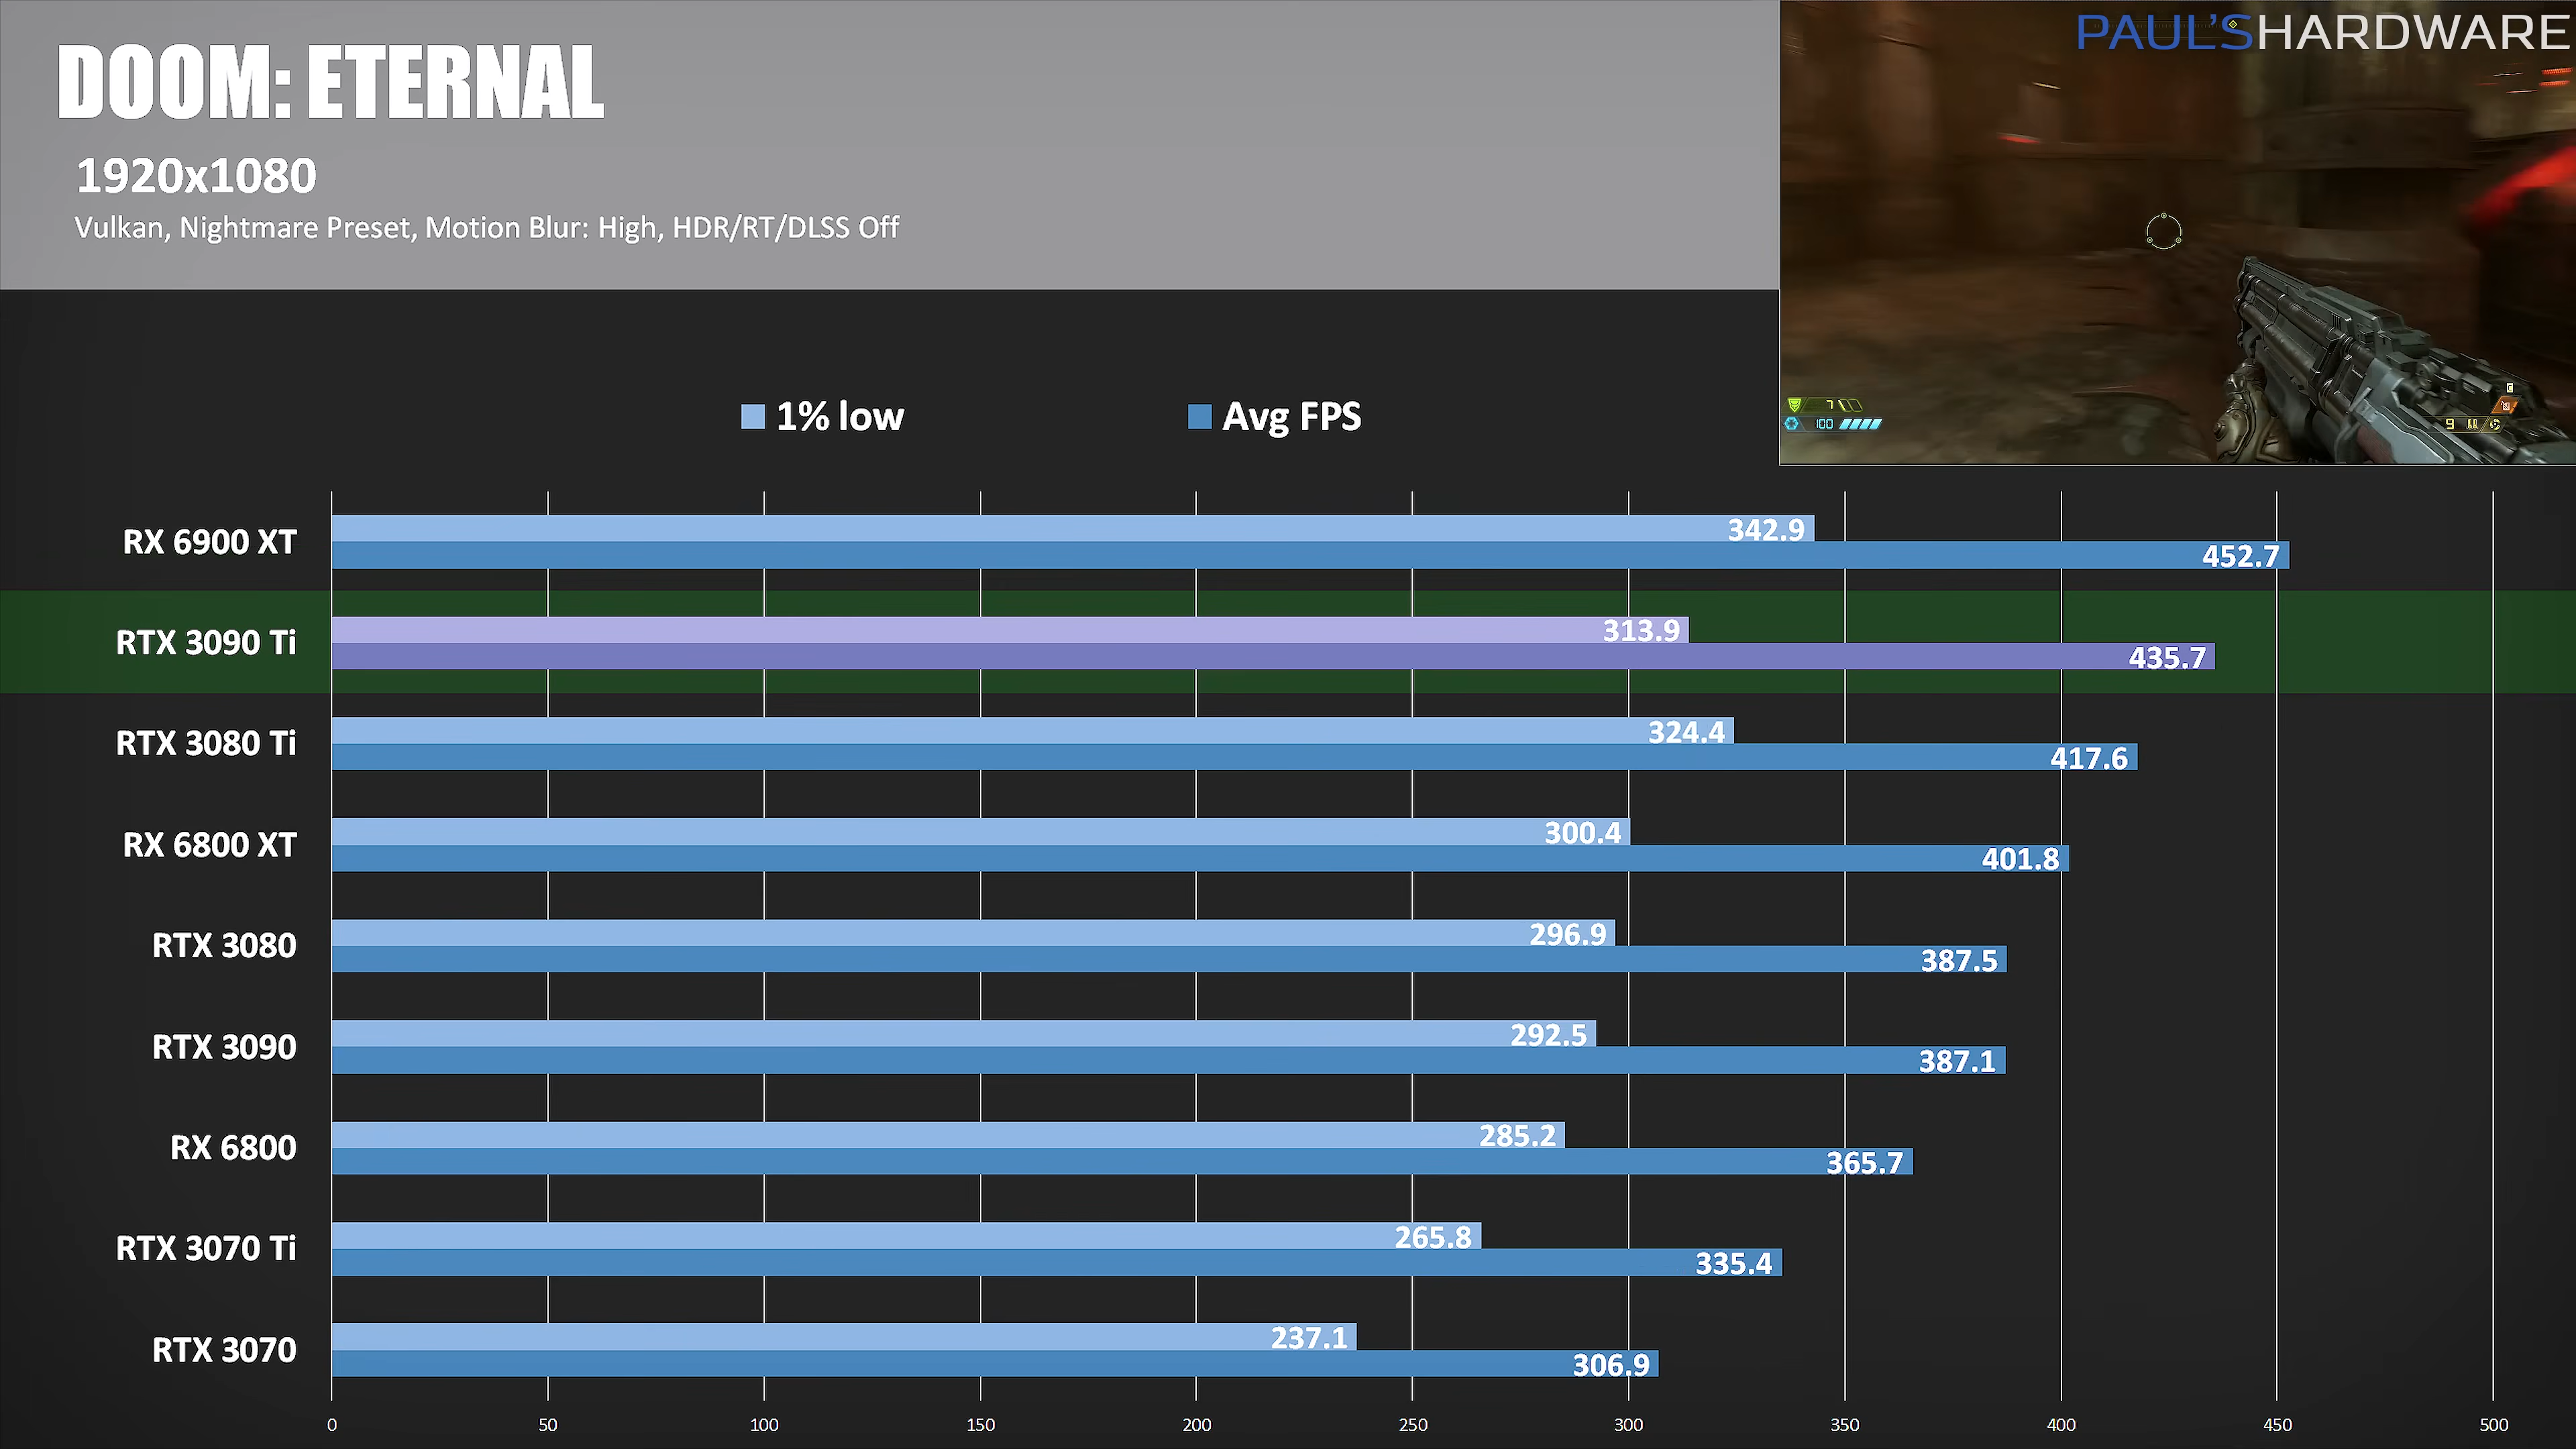 PAUL'SHARDWARE
DOOM: ETERNAL
1920x1080
Vulkan, Nightmare Preset, Motion Blur: High, HDR/RT/DLSS Off
7
100
9
1% low Avg FPS
RX 6900 XT 342.9 452.7
RTX 3090 Ti 313.9 435.7
RTX 3080 Ti 324.4 417.6
RX 6800 XT 300.4 401.8
RTX 3080 296.9 387.5
RTX 3090 292.5 387.1
RX 6800 285.2 365.7
RTX 3070 Ti 265.8 335.4
RTX 3070 237.1 306.9
0 50 100 150 200 250 300 350 400 450 500